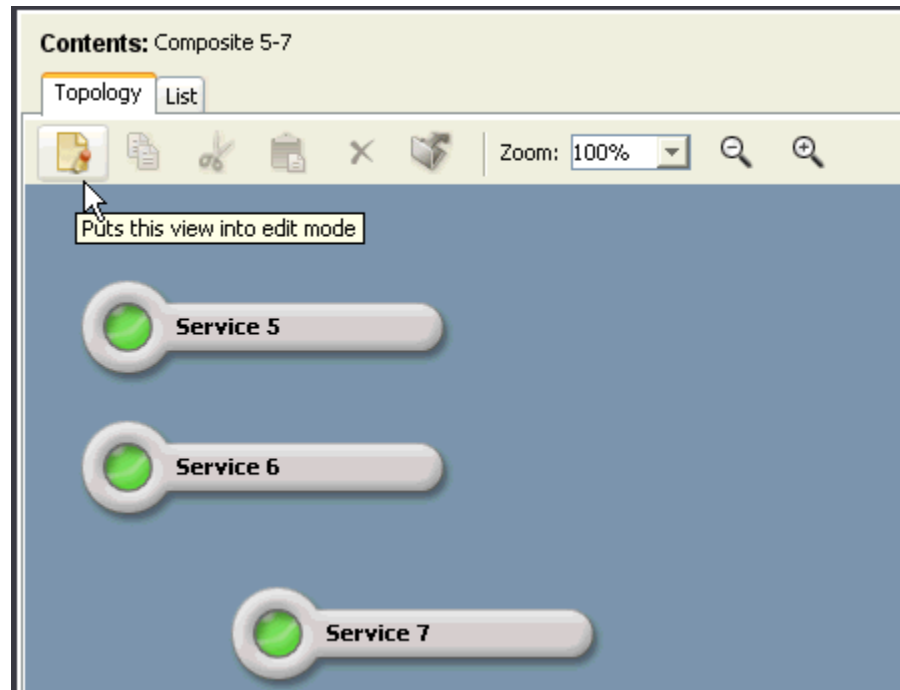 Contents: Composite 5-7
Topology List
Zoom: 100%
Puts this view into edit mode
Service 5
Service 6
Service 7